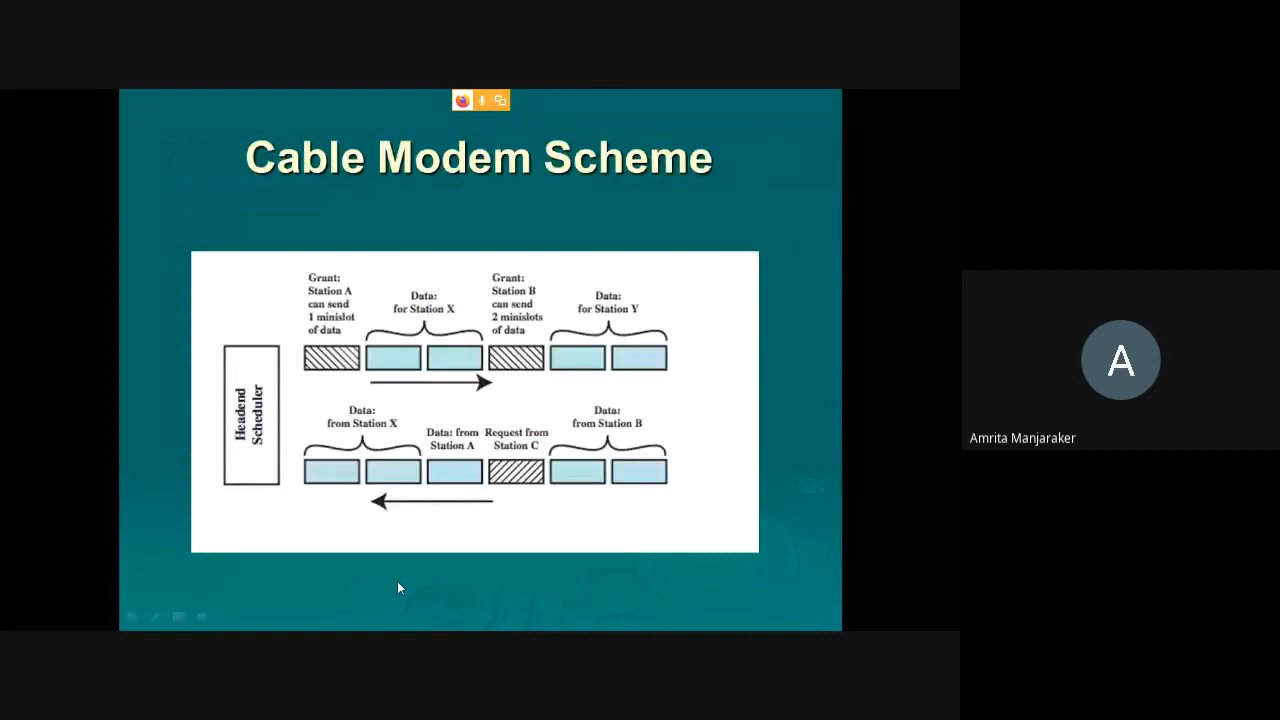 Cable Modem Scheme
Grant:
Station A
can send
1 minislot
of data
Data:
for Station X
Grant:
Station B
can send
2 minislots
of data
Data:
for Station Y
Headend
Scheduler
Data:
from Station X
Data: from
Station A
Request from
Station C
Data:
from Station B
A
Amrita Manjaraker